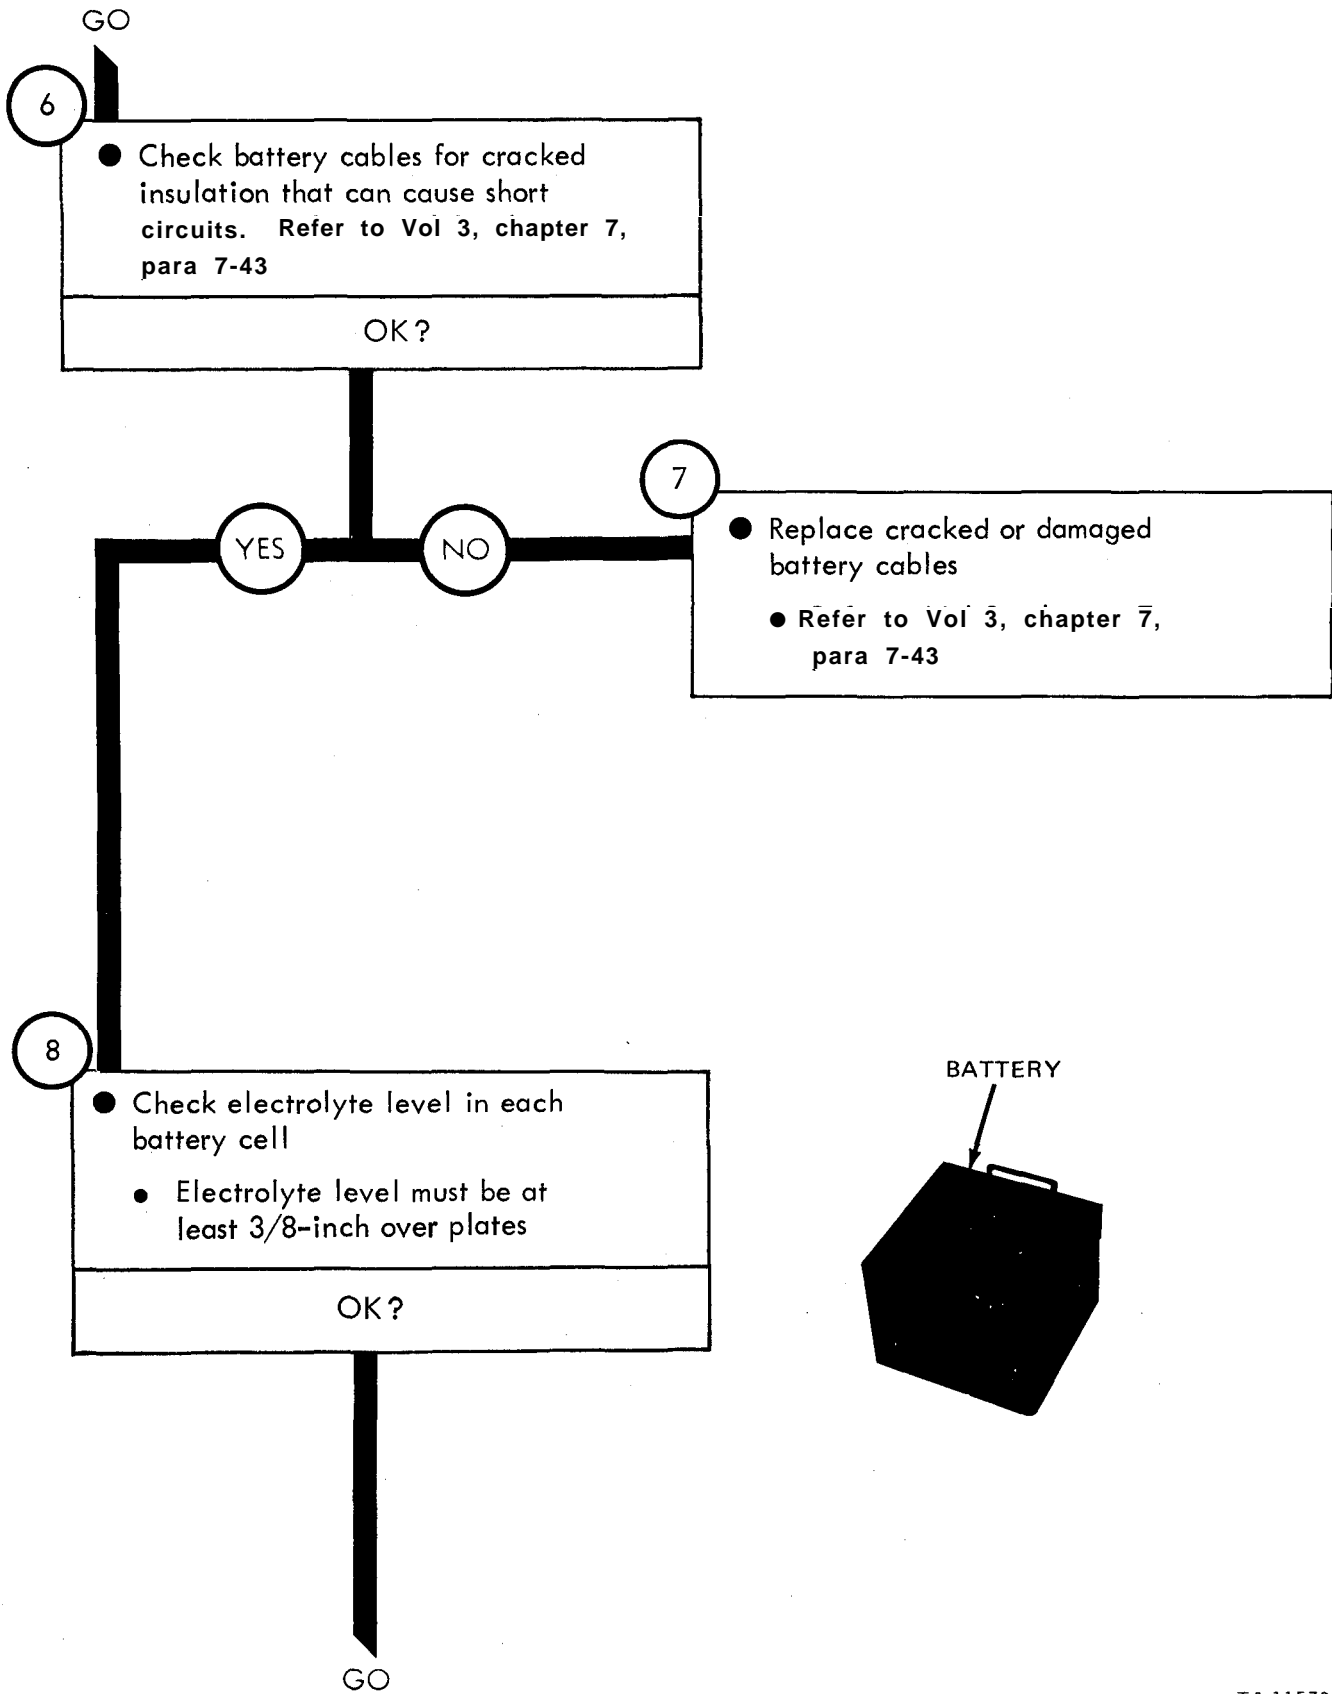 GO
6
● Check battery cables for cracked
insulation that can cause short
circuits. Refer to Vol 3, chapter 7,
para 7-43
OK?
YES
NO
7
● Replace cracked or damaged
battery cables
● Refer to Vol 3, chapter 7,
para 7-43
8
● Check electrolyte level in each
battery cell
● Electrolyte level must be at
least 3/8-inch over plates
OK?
BATTERY
GO